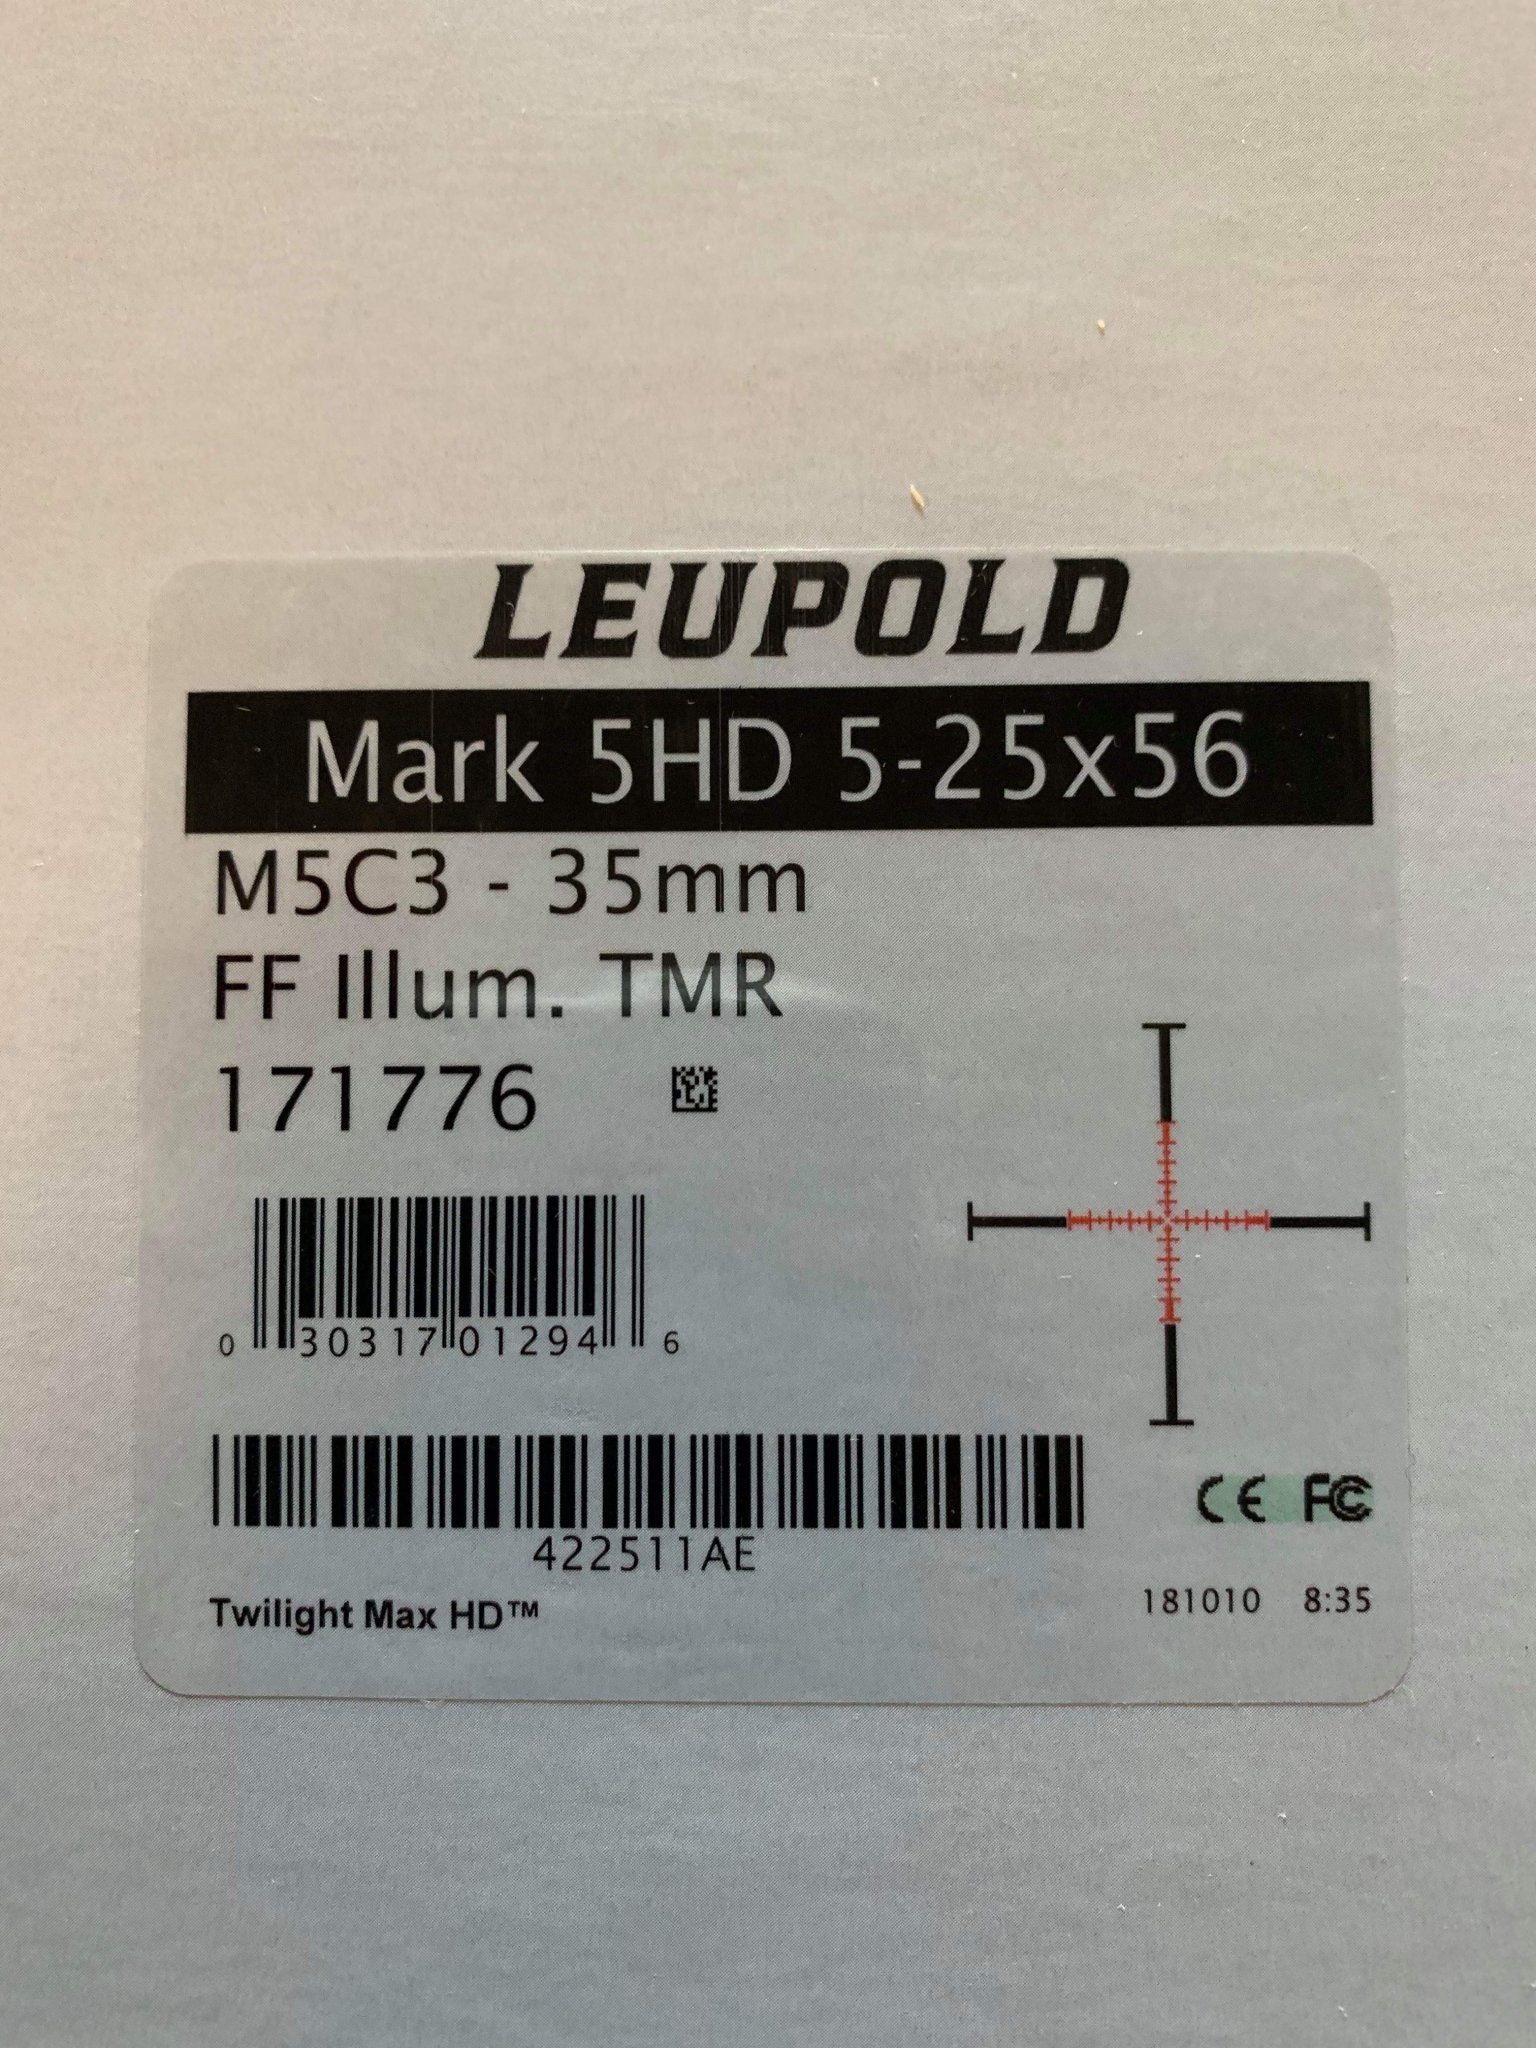 LEUPOLD
Mark 5HD 5-25x56
M5C3 - 35mm
FF Illum. TMR
171776
0 30317 01294 6
422511AE
CE FC
Twilight Max HD™
181010 8:35